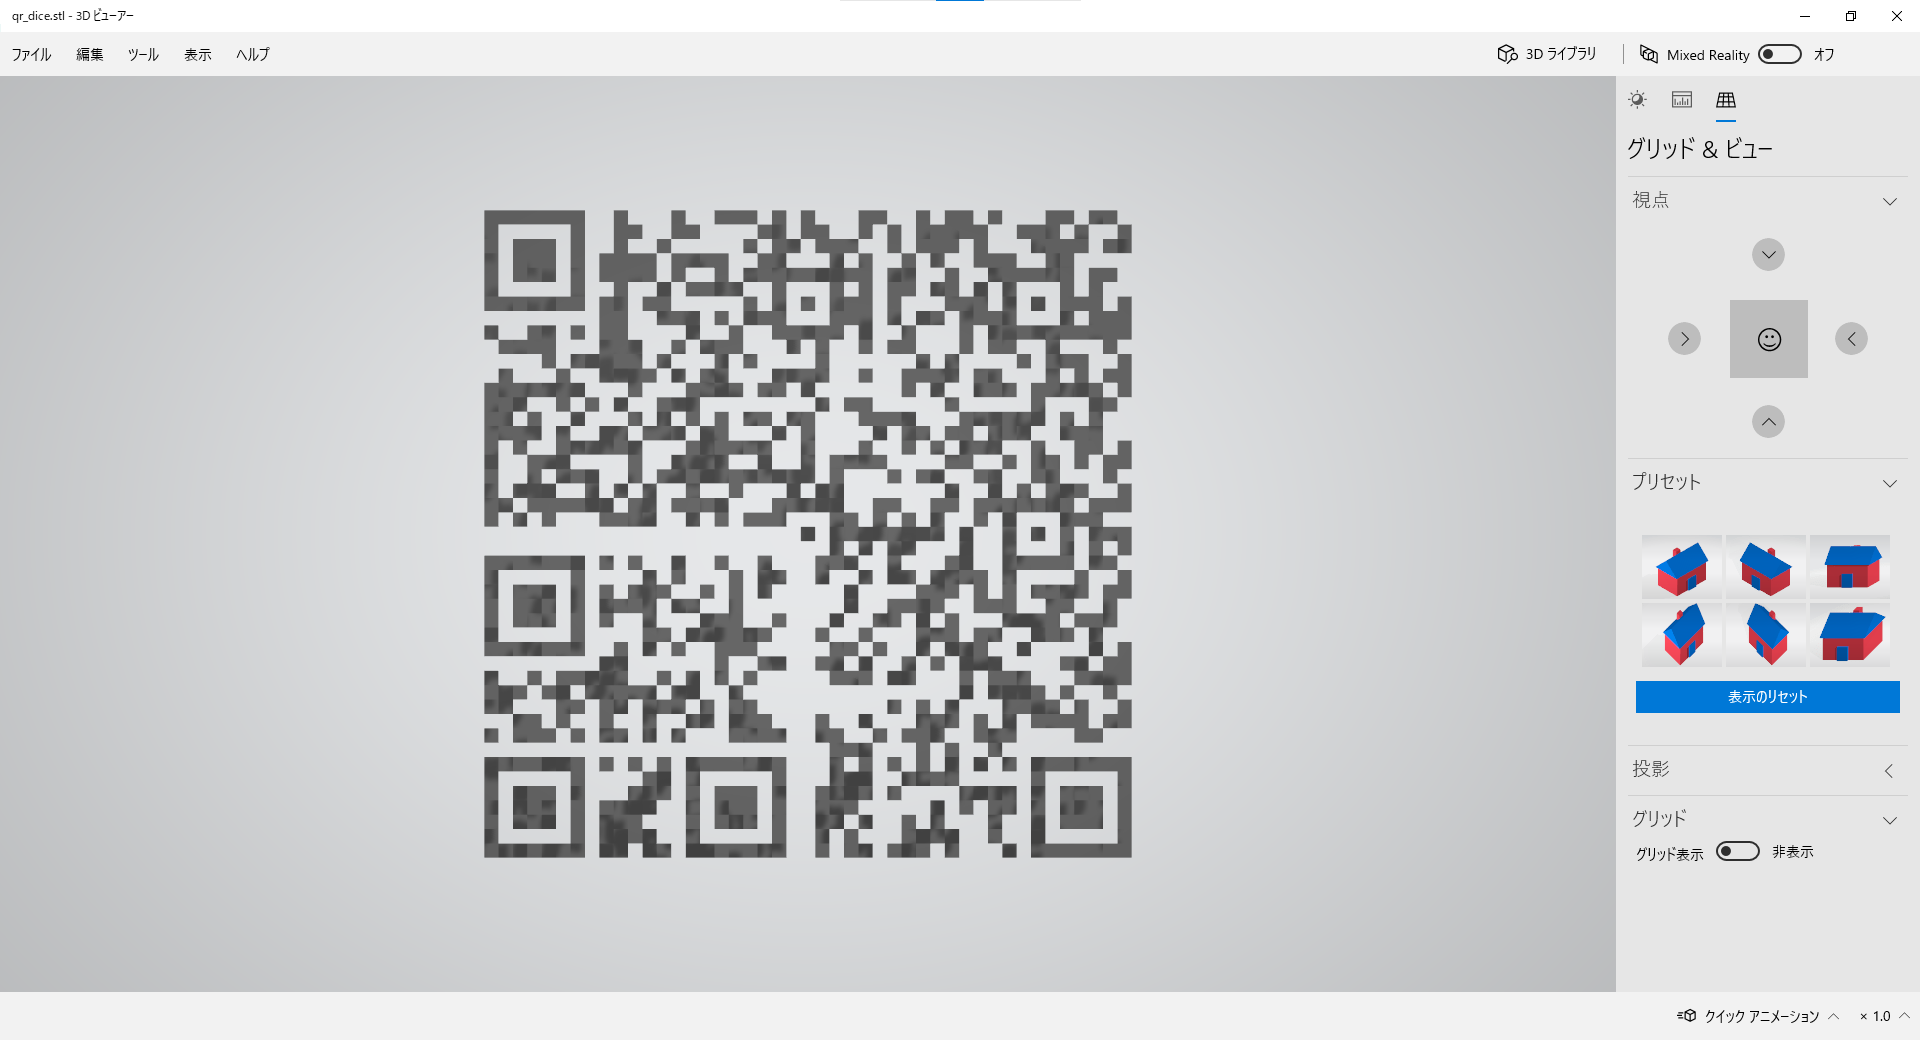 qr_dice.stl - 3D ビューアー
ファイル 編集 ツール 表示 ヘルプ
3D ライブラリ
Mixed Reality オフ
グリッド & ビュー
視点
プリセット
表示のリセット
投影
グリッド
グリッド表示 非表示
クイック アニメーション
× 1.0